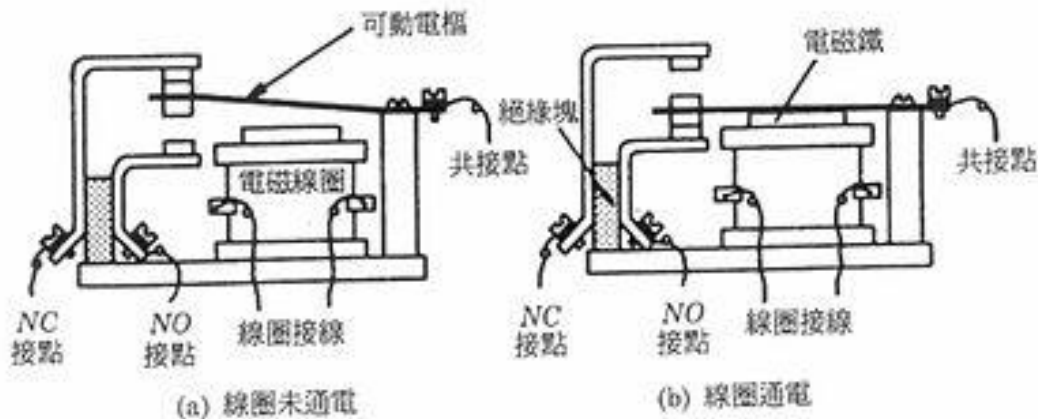 可動電樞
共接點
電磁線圈
NC
接點
NO
接點
線圈接線
(a) 線圈未通電
電磁鐵
絕緣塊
共接點
NC
接點
NO
接點
線圈接線
(b) 線圈通電